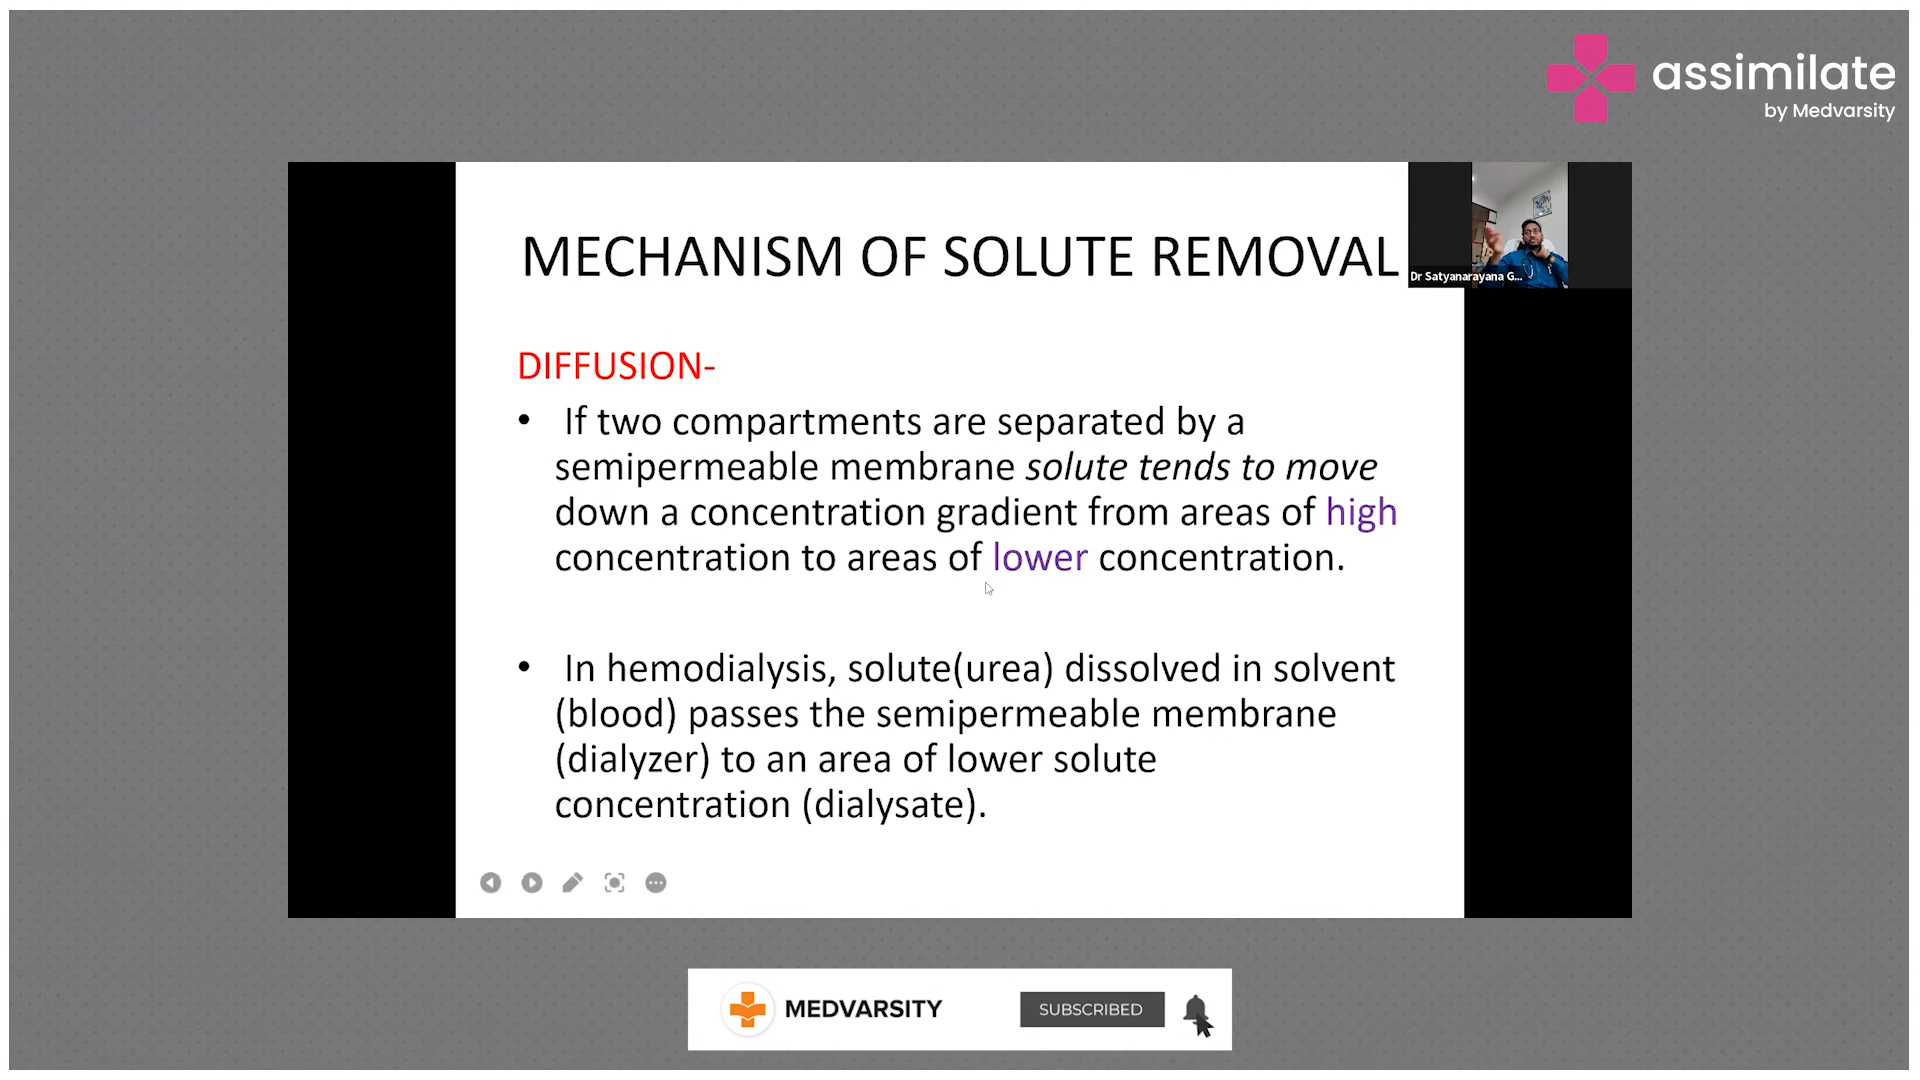 assimilate
by Medvarsity
MECHANISM OF SOLUTE REMOVAL
Dr Satyanarayana G...
DIFFUSION-
• If two compartments are separated by a
semipermeable membrane solute tends to move
down a concentration gradient from areas of high
concentration to areas of lower concentration.
• In hemodialysis, solute(urea) dissolved in solvent
(blood) passes the semipermeable membrane
(dialyzer) to an area of lower solute
concentration (dialysate).
MEDVARSITY
SUBSCRIBED